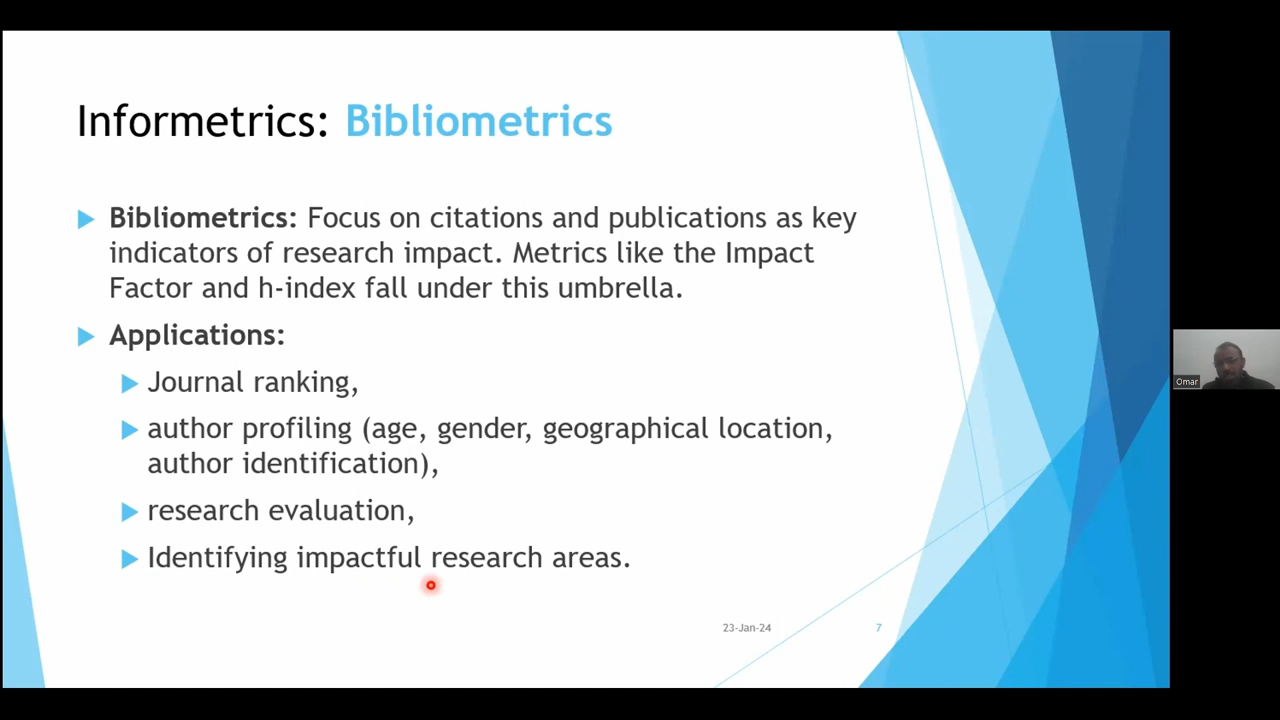 Informetrics: Bibliometrics
Bibliometrics: Focus on citations and publications as key
indicators of research impact. Metrics like the Impact
Factor and h-index fall under this umbrella.
Applications:
Journal ranking,
author profiling (age, gender, geographical location,
author identification),
research evaluation,
Identifying impactful research areas.
23-Jan-24
7
Omar